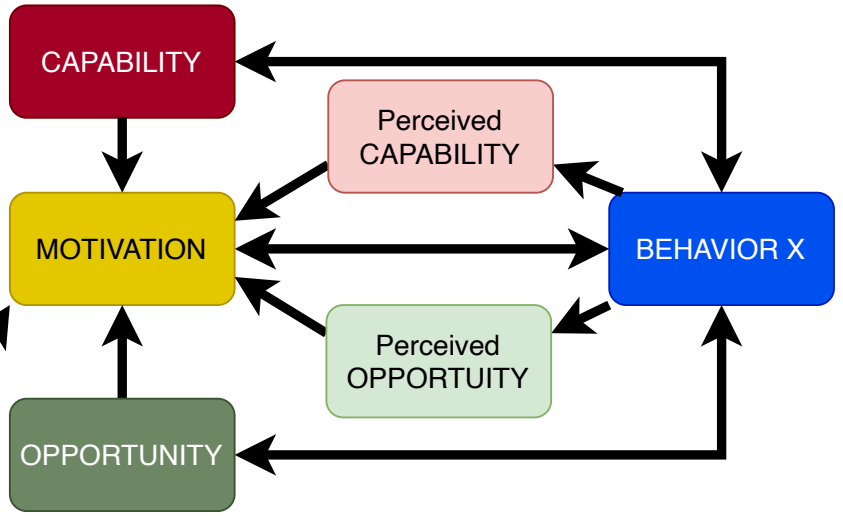 CAPABILITY
Perceived
CAPABILITY
MOTIVATION
BEHAVIOR X
Perceived
OPPORTUITY
OPPORTUNITY